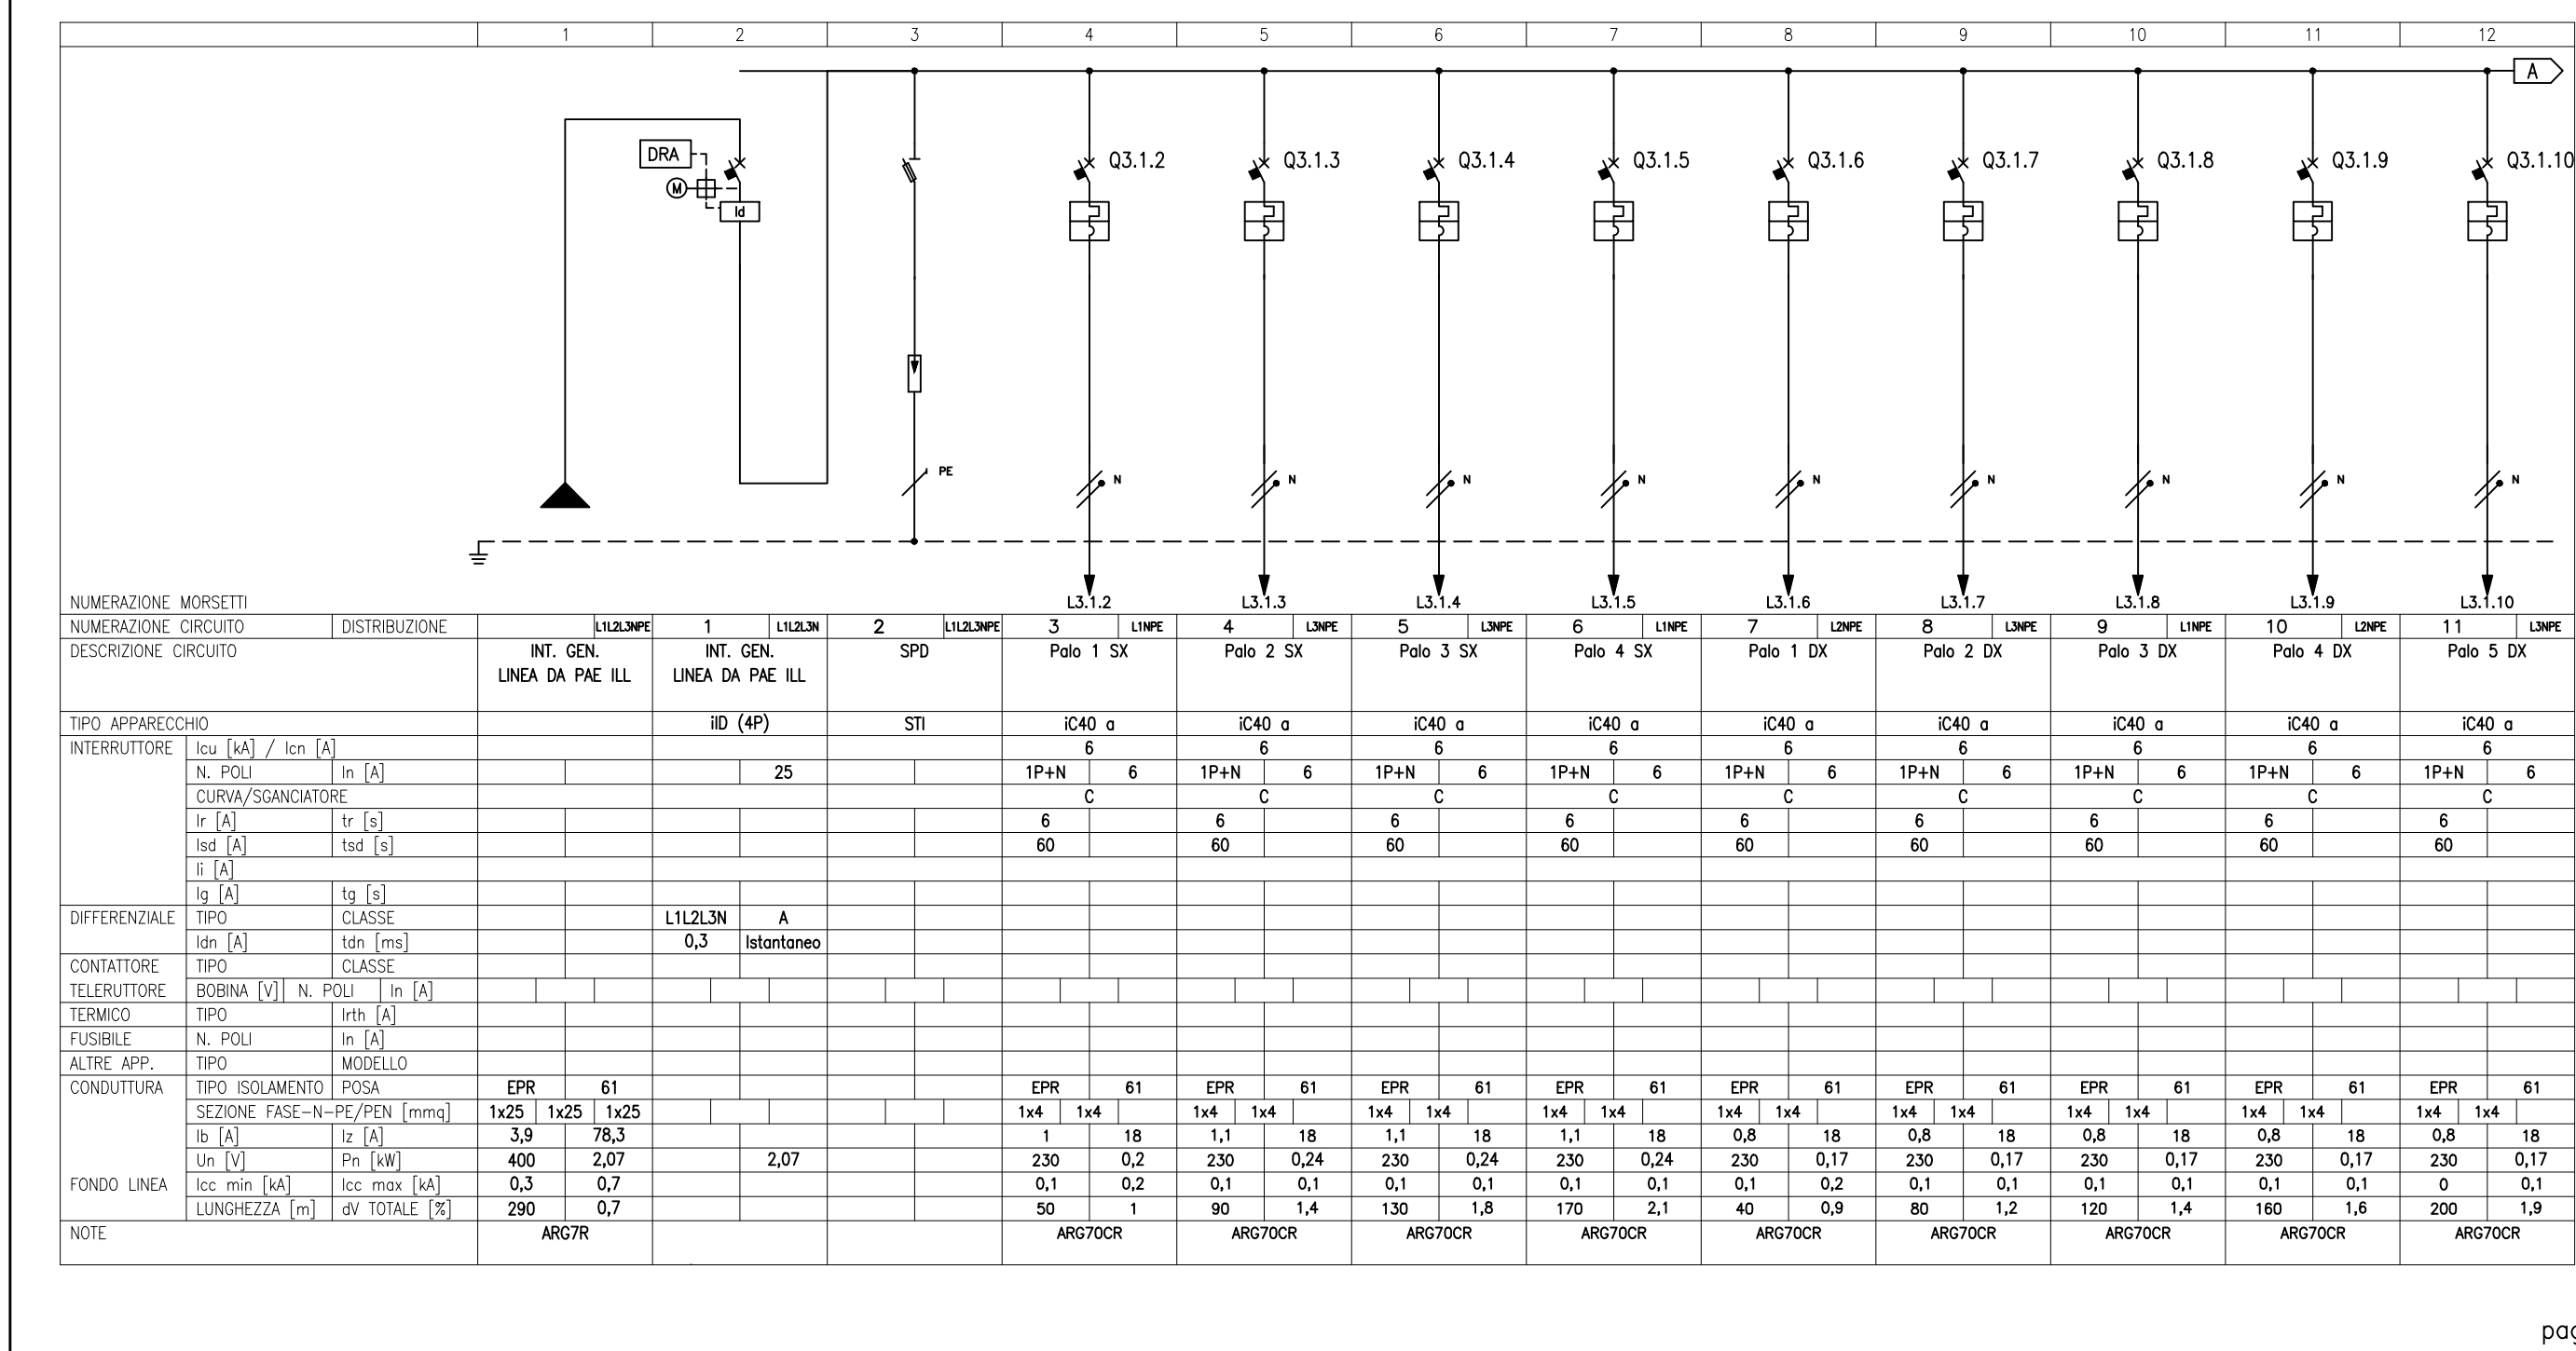 1 2 3 4 5 6 7 8 9 10 11 12
A
DRA
M
Id
Q3.1.2 Q3.1.3 Q3.1.4 Q3.1.5 Q3.1.6 Q3.1.7 Q3.1.8 Q3.1.9 Q3.1.10
PE N N N N N N N N N
NUMERAZIONE MORSETTI L3.1.2 L3.1.3 L3.1.4 L3.1.5 L3.1.6 L3.1.7 L3.1.8 L3.1.9 L3.1.10
NUMERAZIONE CIRCUITO DISTRIBUZIONE L1L2L3NPE 1 L1L2L3N 2 L1L2L3NPE 3 L1NPE 4 L3NPE 5 L3NPE 6 L1NPE 7 L2NPE 8 L3NPE 9 L1NPE 10 L2NPE 11 L3NPE
DESCRIZIONE CIRCUITO INT. GEN. INT. GEN. SPD Palo 1 SX Palo 2 SX Palo 3 SX Palo 4 SX Palo 1 DX Palo 2 DX Palo 3 DX Palo 4 DX Palo 5 DX
LINEA DA PAE ILL LINEA DA PAE ILL
TIPO APPARECCHIO iID (4P) STI iC40 a iC40 a iC40 a iC40 a iC40 a iC40 a iC40 a iC40 a iC40 a
INTERRUTTORE Icu [kA] / Icn [A] 6 6 6 6 6 6 6 6 6
N. POLI In [A] 25 1P+N 6 1P+N 6 1P+N 6 1P+N 6 1P+N 6 1P+N 6 1P+N 6 1P+N 6 1P+N 6
CURVA/SGANCIATORE C C C C C C C C C
Ir [A] tr [s] 6 6 6 6 6 6 6 6 6
Isd [A] tsd [s] 60 60 60 60 60 60 60 60 60
Ii [A]
Ig [A] tg [s]
DIFFERENZIALE TIPO CLASSE L1L2L3N A
Idn [A] tdn [ms] 0,3 Istantaneo
CONTATTORE TIPO CLASSE
TELERUTTORE BOBINA [V] N. POLI In [A]
TERMICO TIPO Irth [A]
FUSIBILE N. POLI In [A]
ALTRE APP. TIPO MODELLO
CONDUTTURA TIPO ISOLAMENTO POSA EPR 61 EPR 61 EPR 61 EPR 61 EPR 61 EPR 61 EPR 61 EPR 61 EPR 61 EPR 61
SEZIONE FASE-N-PE/PEN [mmq] 1x25 1x25 1x25 1x4 1x4 1x4 1x4 1x4 1x4 1x4 1x4 1x4 1x4 1x4 1x4 1x4 1x4 1x4 1x4 1x4 1x4
Ib [A] Iz [A] 3,9 78,3 1 18 1,1 18 1,1 18 1,1 18 0,8 18 0,8 18 0,8 18 0,8 18 0,8 18
Un [V] Pn [kW] 400 2,07 2,07 230 0,2 230 0,24 230 0,24 230 0,24 230 0,17 230 0,17 230 0,17 230 0,17 230 0,17
FONDO LINEA Icc min [kA] Icc max [kA] 0,3 0,7 0,1 0,2 0,1 0,1 0,1 0,1 0,1 0,1 0,1 0,2 0,1 0,1 0,1 0,1 0,1 0,1 0 0,1
LUNGHEZZA [m] dV TOTALE [%] 290 0,7 50 1 90 1,4 130 1,8 170 2,1 40 0,9 80 1,2 120 1,4 160 1,6 200 1,9
NOTE ARG7R ARG7OCR ARG7OCR ARG7OCR ARG7OCR ARG7OCR ARG7OCR ARG7OCR ARG7OCR ARG7OCR
pag